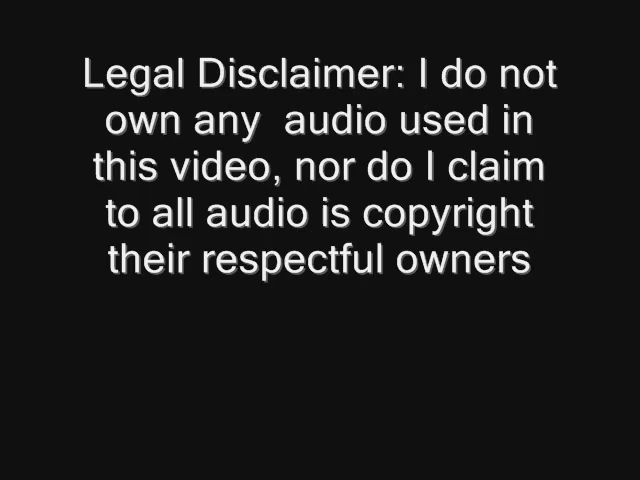 Legal Disclaimer: I do not
own any  audio used in
this video, nor do I claim
to all audio is copyright
their respectful owners